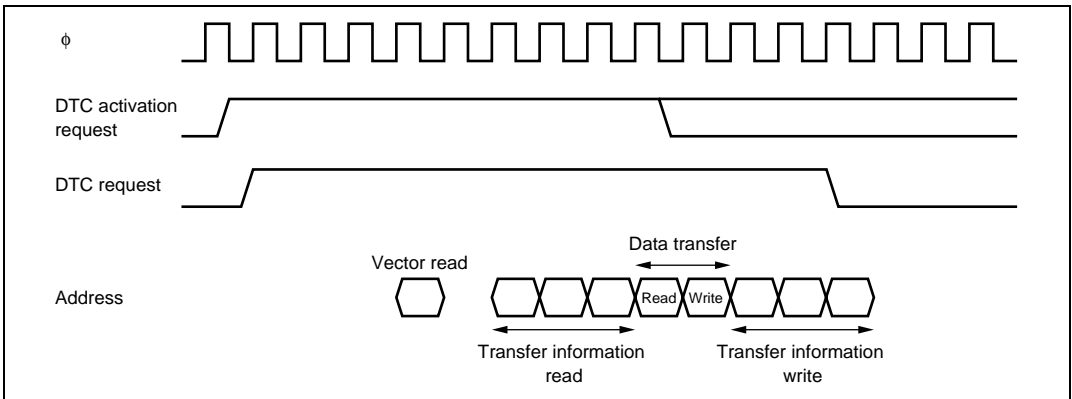 φ
DTC activation
request
DTC request
Data transfer
Vector read
Address
Read Write
Transfer information
read
Transfer information
write